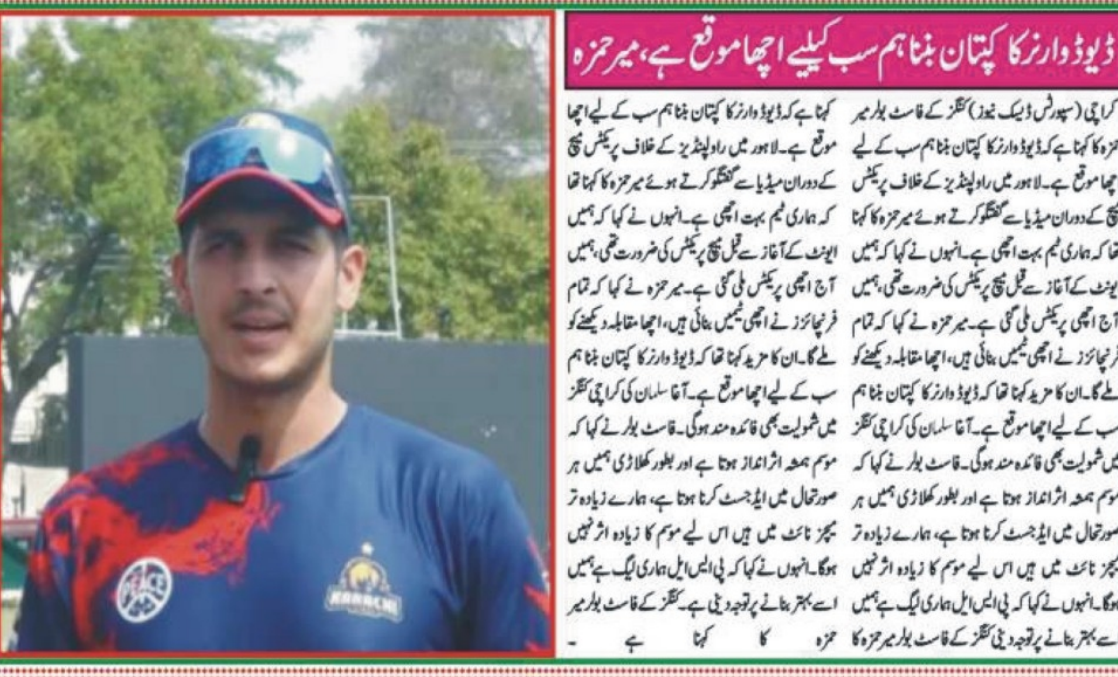 ڈیوڈ وارنر کا کپتان بننا ہم سب کیلیے اچھا موقع ہے، میر حمزہ
کراچی (سپورٹس ڈیسک نیوز) کنگز کے فاسٹ بولر میر
حمزہ کا کہنا ہے کہ ڈیوڈ وارنر کا کپتان بننا ہم سب کے لیے
اچھا موقع ہے۔ لاہور میں راولپنڈیز کے خلاف پریکٹس
میچ کے دوران میڈیا سے گفتگو کرتے ہوئے میر حمزہ کا کہنا
تھا کہ ہماری ٹیم بہت اچھی ہے۔ انہوں نے کہا کہ ہمیں
ایونٹ کے آغاز سے قبل میچ پریکٹس کی ضرورت تھی، ہمیں
آج اچھی پریکٹس ملی گئی ہے۔ میر حمزہ نے کہا کہ تمام
فرنچائزز نے اچھی ٹیمیں بنائی ہیں، اچھا مقابلہ دیکھنے کو
ملے گا۔ ان کا مزید کہنا تھا کہ ڈیوڈ وارنر کا کپتان بننا ہم
سب کے لیے اچھا موقع ہے۔ آغا سلمان کی کراچی کنگز
میں شمولیت بھی فائدہ مند ہوگی۔ فاسٹ بولر نے کہا کہ
موسم ہمشہ اثر انداز ہوتا ہے اور بطور کھلاڑی ہمیں ہر
صورتحال میں ایڈجسٹ کرنا ہوتا ہے، ہمارے زیادہ تر
میچز نائٹ میں ہیں اس لیے موسم کا زیادہ اثر نہیں
ہوگا۔ انہوں نے کہا کہ پی ایس ایل ہماری لیگ ہے ہمیں
اسے بہتر بنانے پر توجہ دینی کنگز کے فاسٹ بولر میر حمزہ کا
کہنا ہے کہ ڈیوڈ وارنر کا کپتان بننا ہم سب کے لیے اچھا
موقع ہے۔ لاہور میں راولپنڈیز کے خلاف پریکٹس میچ
کے دوران میڈیا سے گفتگو کرتے ہوئے میر حمزہ کا کہنا تھا
کہ ہماری ٹیم بہت اچھی ہے۔ انہوں نے کہا کہ ہمیں
ایونٹ کے آغاز سے قبل میچ پریکٹس کی ضرورت تھی، ہمیں
آج اچھی پریکٹس ملی گئی ہے۔ میر حمزہ نے کہا کہ تمام
فرنچائزز نے اچھی ٹیمیں بنائی ہیں، اچھا مقابلہ دیکھنے کو
ملے گا۔ ان کا مزید کہنا تھا کہ ڈیوڈ وارنر کا کپتان بننا ہم
سب کے لیے اچھا موقع ہے۔ آغا سلمان کی کراچی کنگز
میں شمولیت بھی فائدہ مند ہوگی۔ فاسٹ بولر نے کہا کہ
موسم ہمشہ اثر انداز ہوتا ہے اور بطور کھلاڑی ہمیں ہر
صورتحال میں ایڈجسٹ کرنا ہوتا ہے، ہمارے زیادہ تر
میچز نائٹ میں ہیں اس لیے موسم کا زیادہ اثر نہیں
ہوگا۔ انہوں نے کہا کہ پی ایس ایل ہماری لیگ ہے ہمیں
اسے بہتر بنانے پر توجہ دینی ہے۔ کنگز کے فاسٹ بولر میر
حمزہ کا کہنا ہے ۔
PEACE
KARACHI